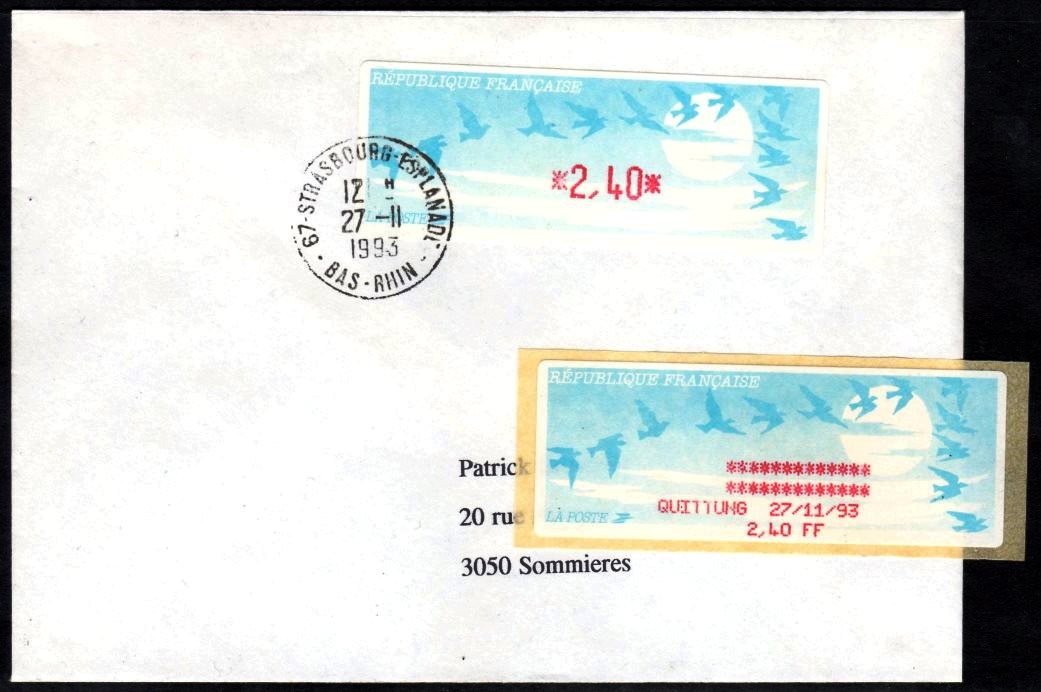 RÉPUBLIQUE FRANÇAISE
*2,40*
LA POSTE
67-STRASBOURG-ESPLANADE
12 H
27-11
1993
BAS-RHIN
RÉPUBLIQUE FRANÇAISE
*************
*************
QUITTUNG 27/11/93
2,40 FF
LA POSTE
Patrick
20 rue
3050 Sommieres